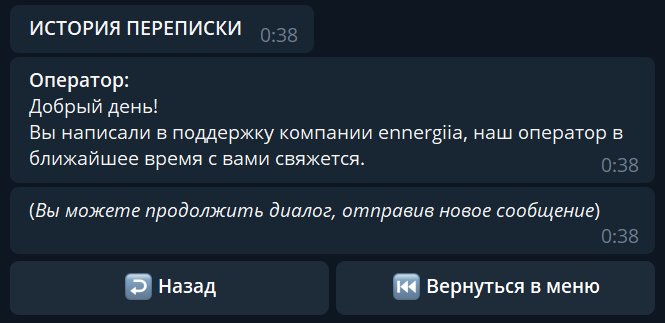 ИСТОРИЯ ПЕРЕПИСКИ 0:38
Оператор:
Добрый день!
Вы написали в поддержку компании ennergiia, наш оператор в
ближайшее время с вами свяжется.
0:38
(Вы можете продолжить диалог, отправив новое сообщение)
0:38
Назад
Вернуться в меню